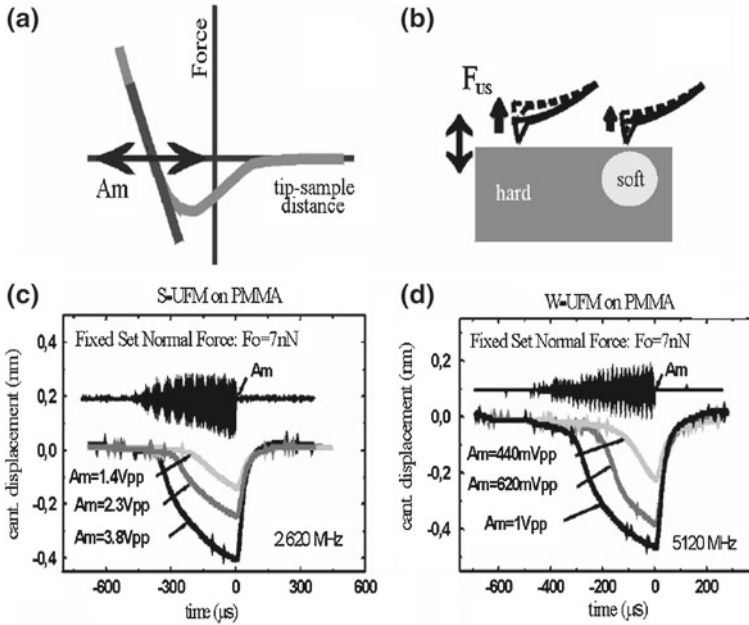 (a)
Force
Am
tip-sample
distance
(b)
F_US
hard
soft
(c)
S-UFM on PMMA
cant. displacement (nm)
0,4
0,2
0,0
-0,2
-0,4
Fixed Set Normal Force: Fo=7nN
Am
Am=1.4Vpp
Am=2.3Vpp
Am=3.8Vpp
2.620 MHz
-600 -300 0 300 600
time (μs)
(d)
W-UFM on PMMA
cant. displacement (nm)
0,4
0,2
0,0
-0,2
-0,4
Fixed Set Normal Force: Fo=7nN
Am
Am=440mVpp
Am=620mVpp
Am=1Vpp
5120 MHz
-600 -400 -200 0 200
time (μs)